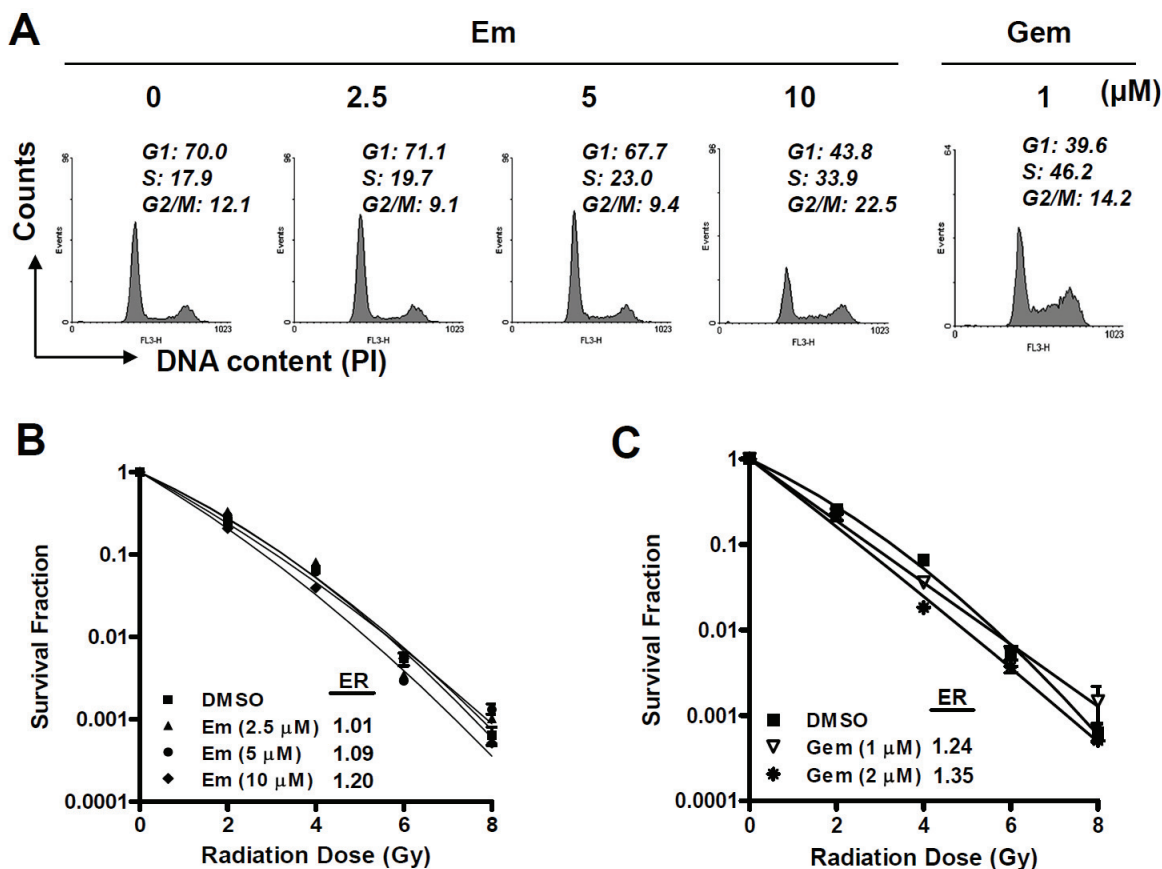 A
Em
Gem
0
2.5
5
10
1
(µM)
Counts
G1: 70.0
S: 17.9
G2/M: 12.1
96
Events
0
0
1023
FL3-H
G1: 71.1
S: 19.7
G2/M: 9.1
96
Events
0
0
1023
FL3-H
G1: 67.7
S: 23.0
G2/M: 9.4
96
Events
0
0
1023
FL3-H
G1: 43.8
S: 33.9
G2/M: 22.5
96
Events
0
0
1023
FL3-H
G1: 39.6
S: 46.2
G2/M: 14.2
64
Events
0
0
1023
FL3-H
DNA content (PI)
B
Survival Fraction
1
0.1
0.01
0.001
0.0001
ER
DMSO
Em (2.5 µM) 1.01
Em (5 µM) 1.09
Em (10 µM) 1.20
0 2 4 6 8
Radiation Dose (Gy)
C
Survival Fraction
1
0.1
0.01
0.001
0.0001
ER
DMSO
Gem (1 µM) 1.24
Gem (2 µM) 1.35
0 2 4 6 8
Radiation Dose (Gy)